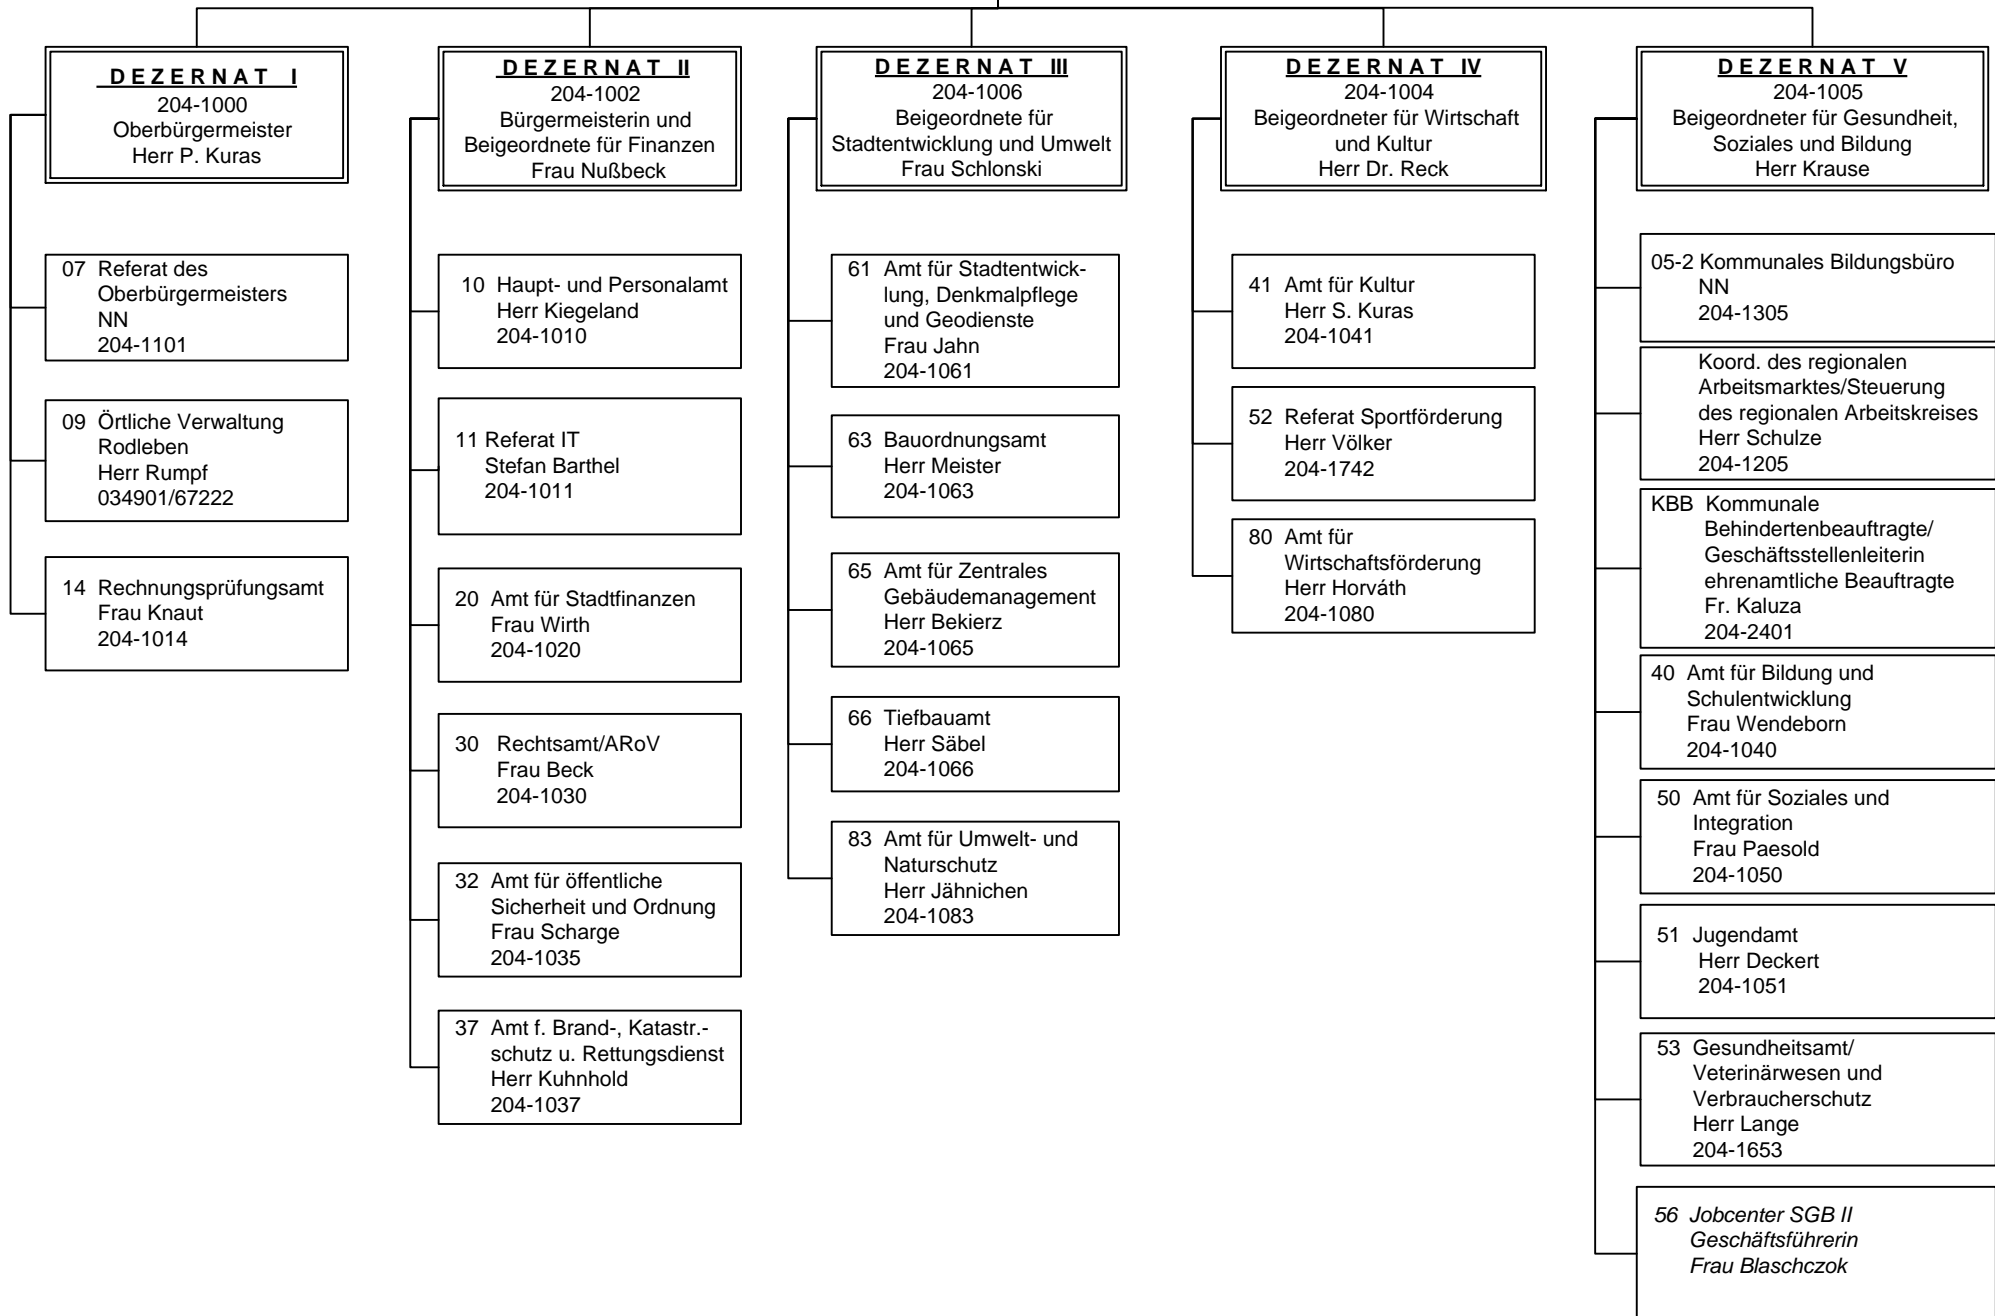 DEZERNAT I
204-1000
Oberbürgermeister
Herr P. Kuras
07 Referat des
Oberbürgermeisters
NN
204-1101
09 Örtliche Verwaltung
Rodleben
Herr Rumpf
034901/67222
14 Rechnungsprüfungsamt
Frau Knaut
204-1014
DEZERNAT II
204-1002
Bürgermeisterin und
Beigeordnete für Finanzen
Frau Nußbeck
10 Haupt- und Personalamt
Herr Kiegeland
204-1010
11 Referat IT
Stefan Barthel
204-1011
20 Amt für Stadtfinanzen
Frau Wirth
204-1020
30 Rechtsamt/ARoV
Frau Beck
204-1030
32 Amt für öffentliche
Sicherheit und Ordnung
Frau Scharge
204-1035
37 Amt f. Brand-, Katastr.-
schutz u. Rettungsdienst
Herr Kuhnhold
204-1037
DEZERNAT III
204-1006
Beigeordnete für
Stadtentwicklung und Umwelt
Frau Schlonski
61 Amt für Stadtentwick-
lung, Denkmalpflege
und Geodienste
Frau Jahn
204-1061
63 Bauordnungsamt
Herr Meister
204-1063
65 Amt für Zentrales
Gebäudemanagement
Herr Bekierz
204-1065
66 Tiefbauamt
Herr Säbel
204-1066
83 Amt für Umwelt- und
Naturschutz
Herr Jähnichen
204-1083
DEZERNAT IV
204-1004
Beigeordneter für Wirtschaft
und Kultur
Herr Dr. Reck
41 Amt für Kultur
Herr S. Kuras
204-1041
52 Referat Sportförderung
Herr Völker
204-1742
80 Amt für
Wirtschaftsförderung
Herr Horváth
204-1080
DEZERNAT V
204-1005
Beigeordneter für Gesundheit,
Soziales und Bildung
Herr Krause
05-2 Kommunales Bildungsbüro
NN
204-1305
Koord. des regionalen
Arbeitsmarktes/Steuerung
des regionalen Arbeitskreises
Herr Schulze
204-1205
KBB Kommunale
Behindertenbeauftragte/
Geschäftsstellenleiterin
ehrenamtliche Beauftragte
Fr. Kaluza
204-2401
40 Amt für Bildung und
Schulentwicklung
Frau Wendeborn
204-1040
50 Amt für Soziales und
Integration
Frau Paesold
204-1050
51 Jugendamt
Herr Deckert
204-1051
53 Gesundheitsamt/
Veterinärwesen und
Verbraucherschutz
Herr Lange
204-1653
56 Jobcenter SGB II
Geschäftsführerin
Frau Blaschczok